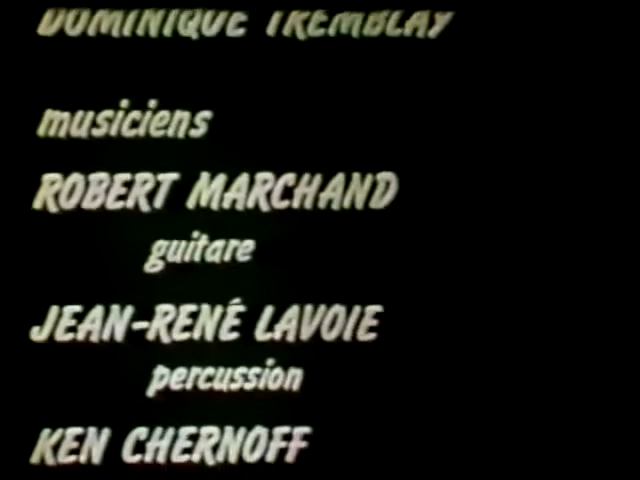 DOMINIQUE TREMBLAY
musiciens
ROBERT MARCHAND
guitare
JEAN-RENÉ LAVOIE
percussion
KEN CHERNOFF